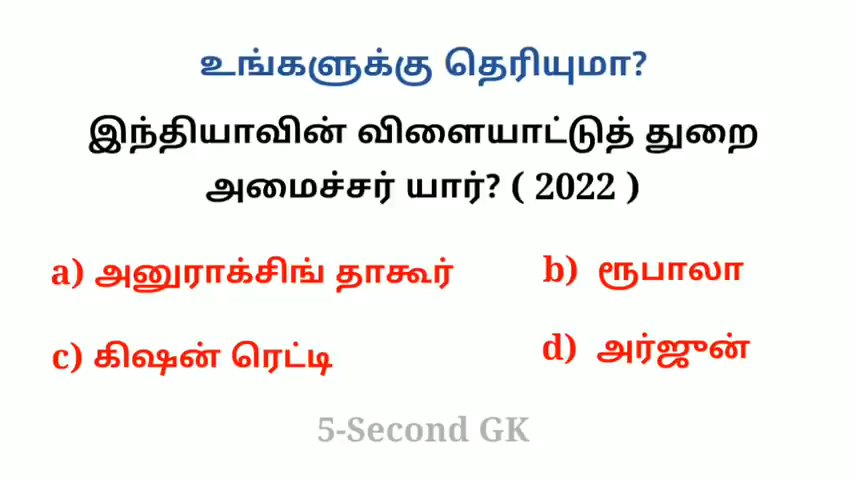 உங்களுக்கு தெரியுமா?
இந்தியாவின் விளையாட்டுத் துறை
அமைச்சர் யார்? ( 2022 )
a) அனுராக்சிங் தாகூர்
b) ரூபாலா
c) கிஷன் ரெட்டி
d) அர்ஜுன்
5-Second GK